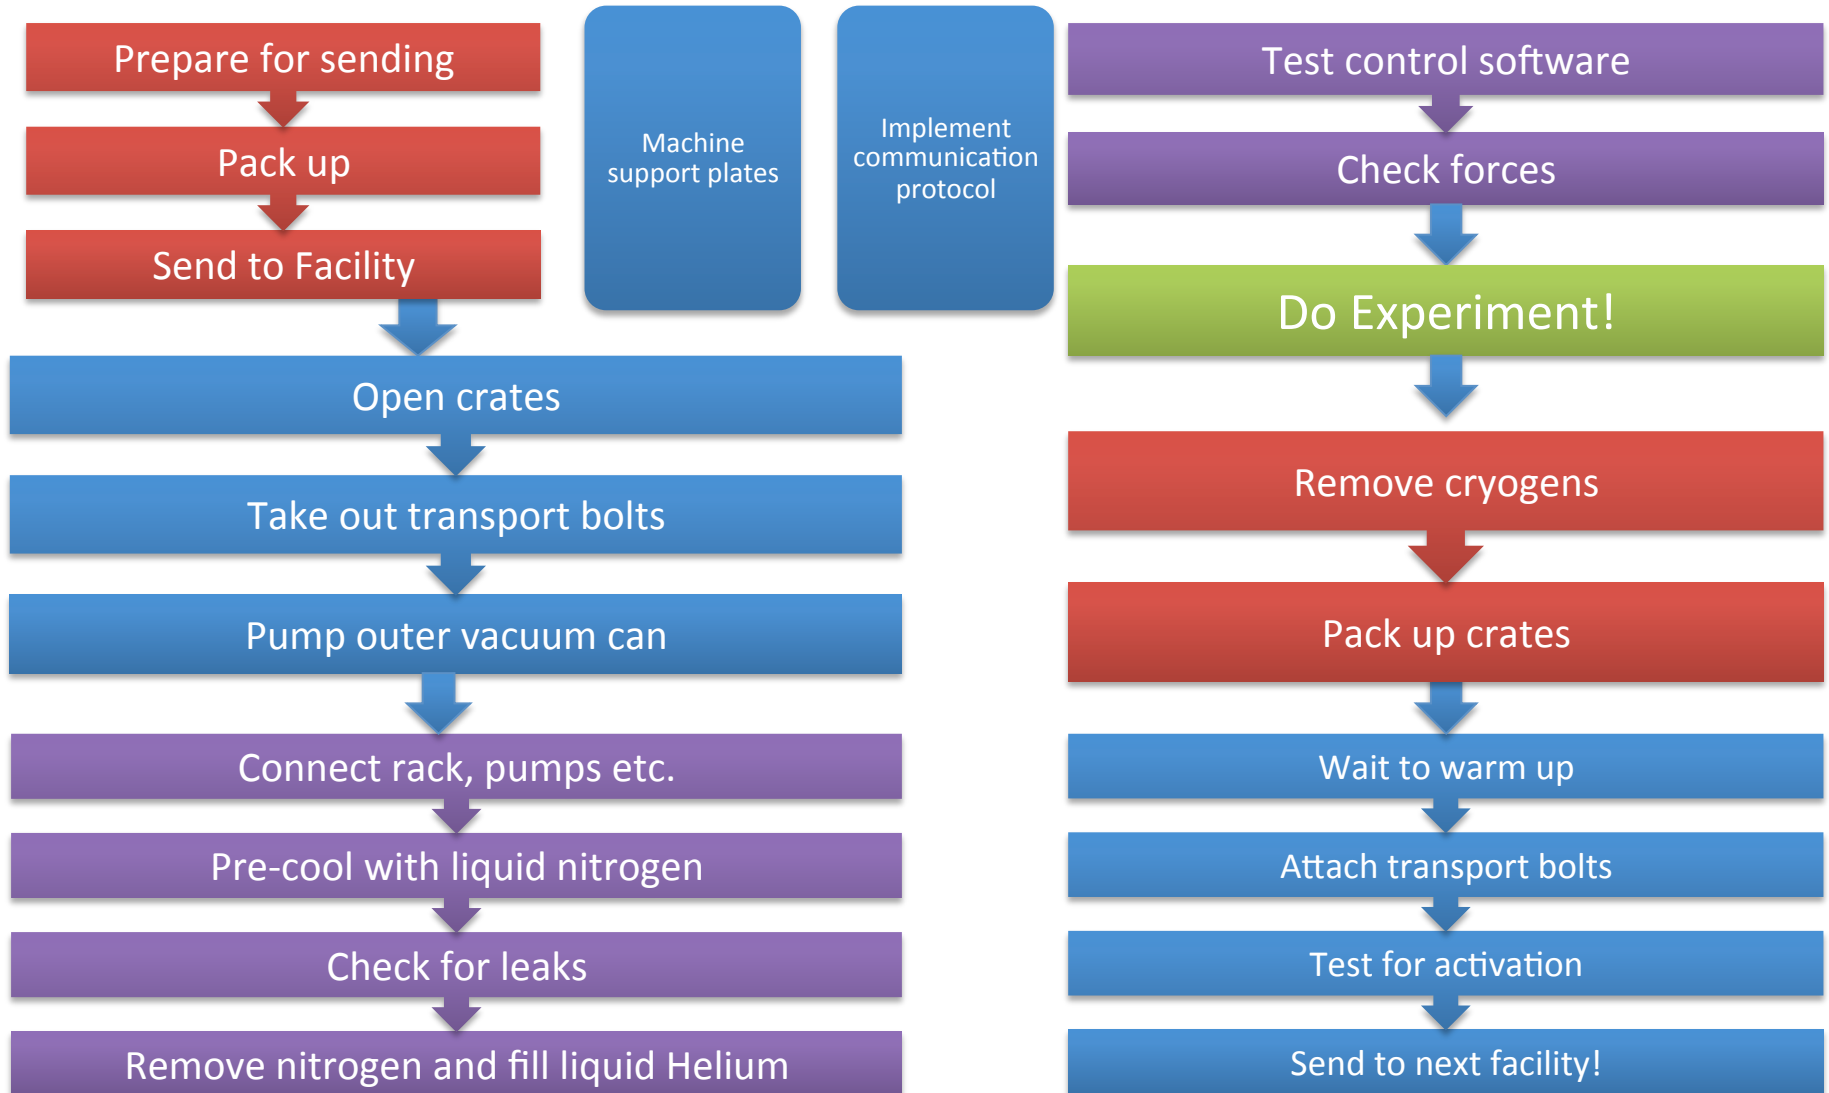 Prepare for sending
Pack up
Send to Facility
Machine
support plates
Implement
communication
protocol
Open crates
Take out transport bolts
Pump outer vacuum can
Connect rack, pumps etc.
Pre-cool with liquid nitrogen
Check for leaks
Remove nitrogen and fill liquid Helium
Test control software
Check forces
Do Experiment!
Remove cryogens
Pack up crates
Wait to warm up
Attach transport bolts
Test for activation
Send to next facility!